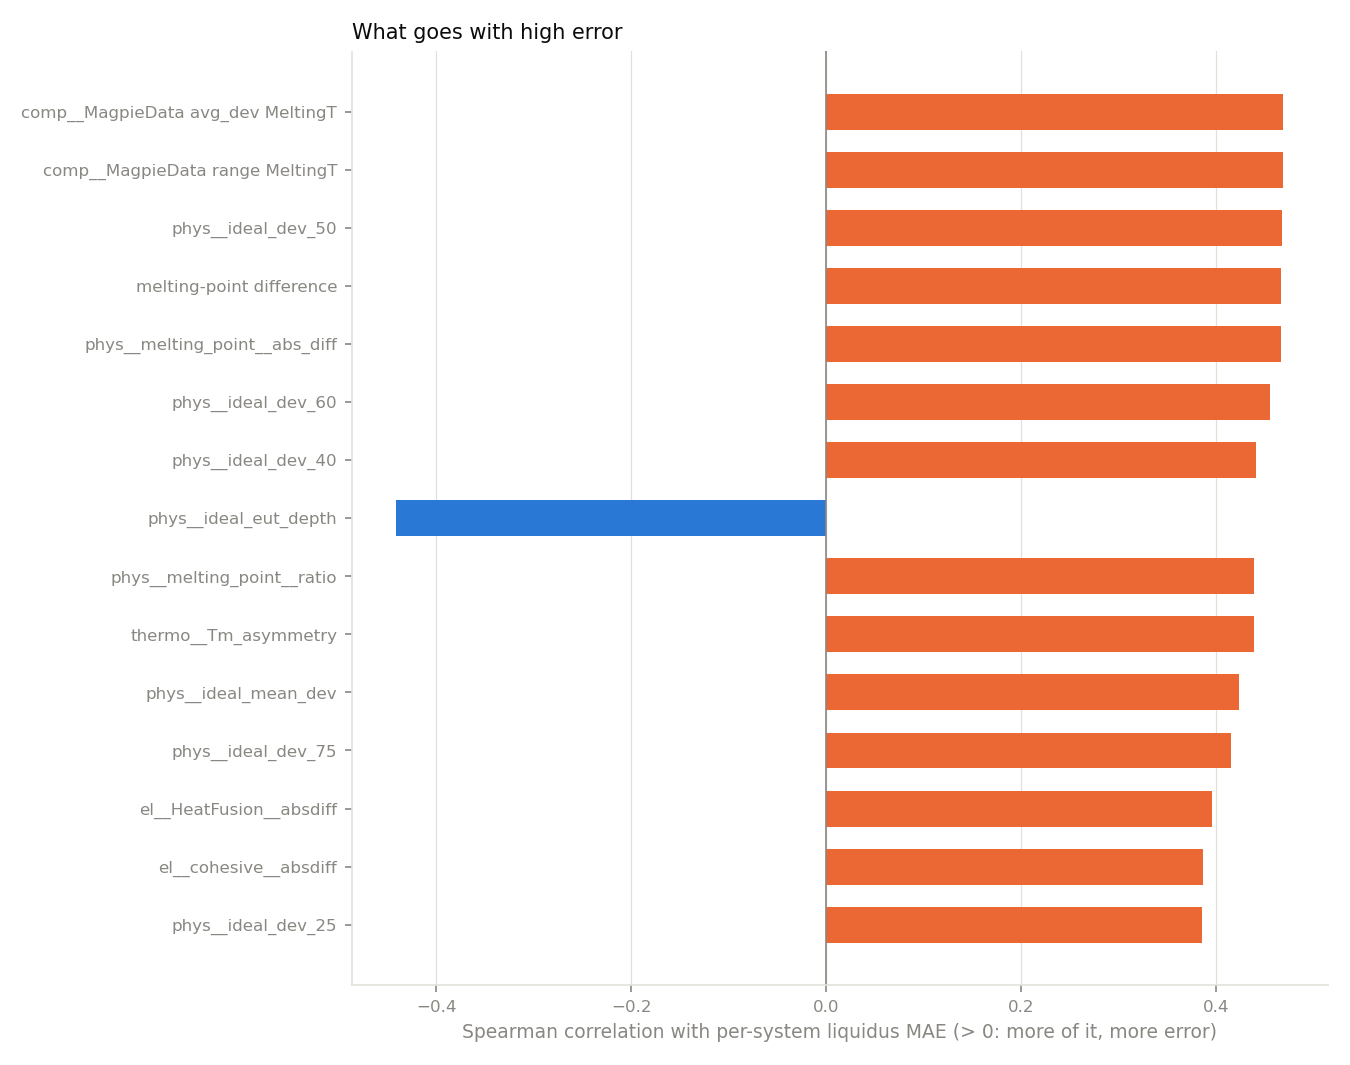 What goes with high error
comp__MagpieData avg_dev MeltingT
comp__MagpieData range MeltingT
phys__ideal_dev_50
melting-point difference
phys__melting_point__abs_diff
phys__ideal_dev_60
phys__ideal_dev_40
phys__ideal_eut_depth
phys__melting_point__ratio
thermo__Tm_asymmetry
phys__ideal_mean_dev
phys__ideal_dev_75
el__HeatFusion__absdiff
el__cohesive__absdiff
phys__ideal_dev_25
−0.4 −0.2 0.0 0.2 0.4
Spearman correlation with per-system liquidus MAE (> 0: more of it, more error)